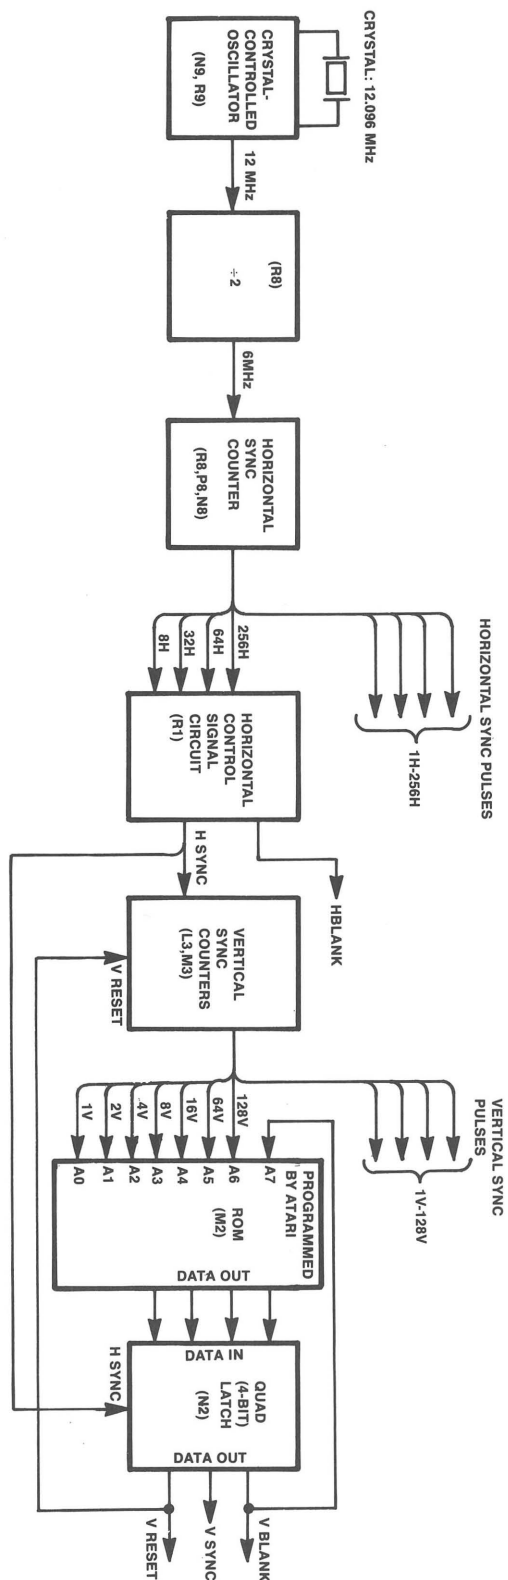 CRYSTAL: 12.096 MHz
CRYSTAL-
CONTROLLED
OSCILLATOR
(N9, R9)
12 MHz
(R8)
÷2
6MHz
HORIZONTAL
SYNC
COUNTER
(R8,P8,N8)
HORIZONTAL SYNC PULSES
1H-256H
256H
64H
32H
8H
HORIZONTAL
CONTROL
SIGNAL
CIRCUIT
(R1)
HBLANK
H SYNC
VERTICAL
SYNC
COUNTERS
(L3,M3)
V RESET
VERTICAL SYNC
PULSES
1V-128V
128V
64V
16V
8V
4V
2V
1V
PROGRAMMED
BY ATARI
A7
A6
A5
A4
A3
A2
A1
A0
ROM
(M2)
DATA OUT
DATA IN
QUAD
(4-BIT)
LATCH
(N2)
H SYNC
DATA OUT
V BLANK
V SYNC
V RESET